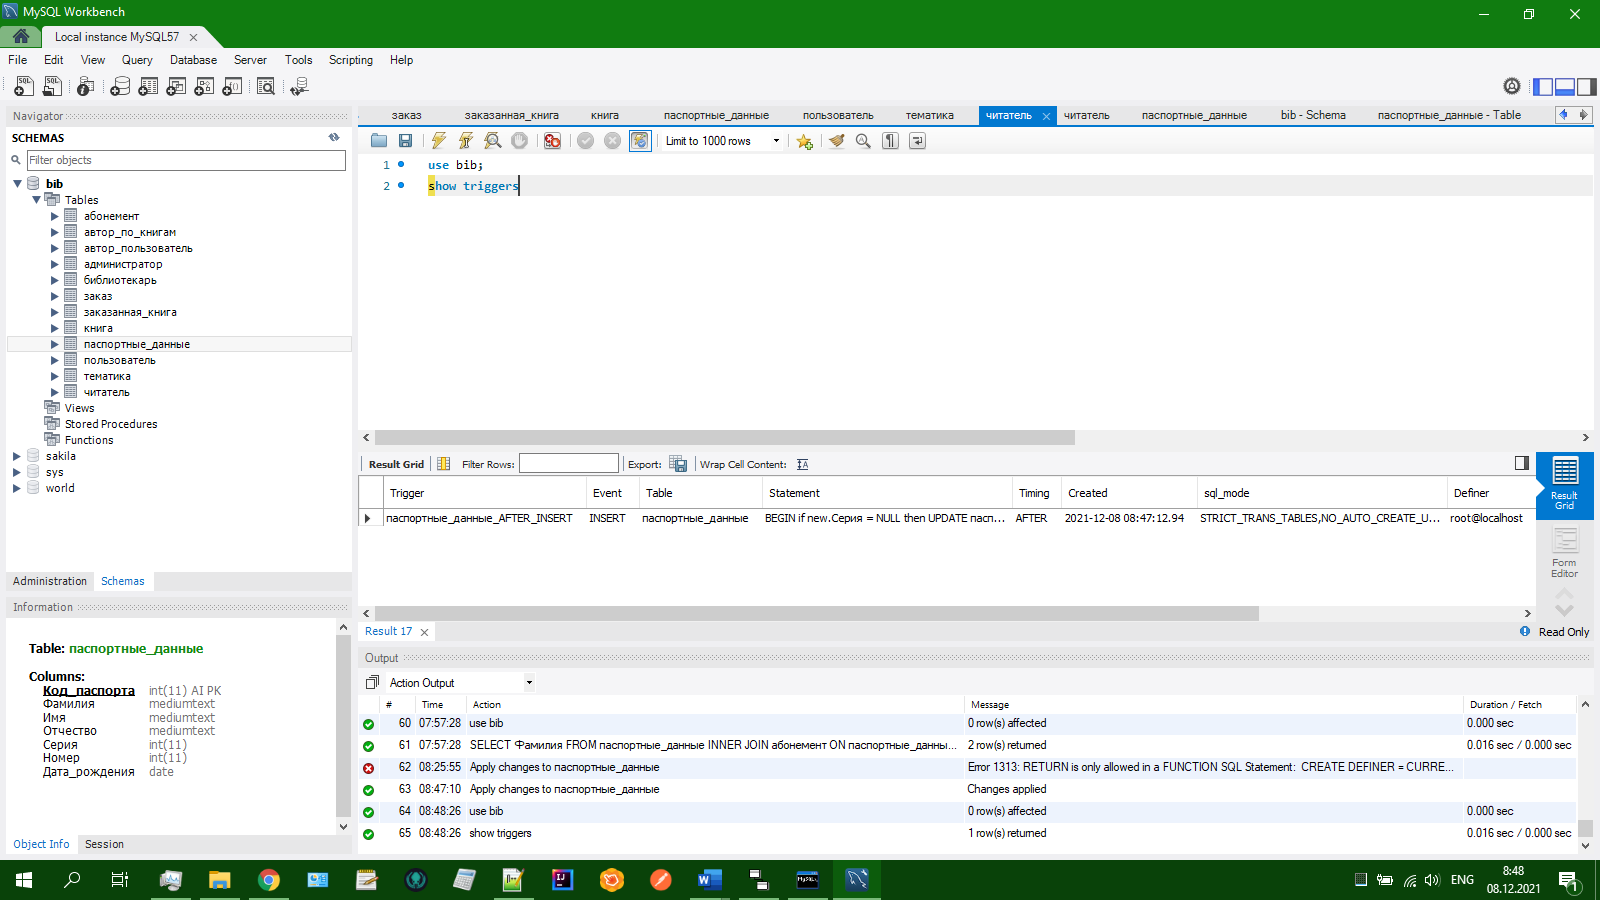 MySQL Workbench
Local instance MySQL57
File Edit View Query Database Server Tools Scripting Help
Navigator
SCHEMAS
Filter objects
bib
Tables
абонемент
автор_по_книгам
автор_пользователь
администратор
библиотекарь
заказ
заказанная_книга
книга
паспортные_данные
пользователь
тематика
читатель
Views
Stored Procedures
Functions
sakila
sys
world
Administration Schemas
Information
Table: паспортные_данные
Columns:
Код_паспорта int(11) AI PK
Фамилия mediumtext
Имя mediumtext
Отчество mediumtext
Серия int(11)
Номер int(11)
Дата_рождения date
Object Info Session
заказ заказанная_книга книга паспортные_данные пользователь тематика читатель читатель паспортные_данные bib - Schema паспортные_данные - Table
Limit to 1000 rows
1 use bib;
2 show triggers
Result Grid Filter Rows: Export: Wrap Cell Content:
Trigger Event Table Statement Timing Created sql_mode Definer
паспортные_данные_AFTER_INSERT INSERT паспортные_данные BEGIN if new.Серия = NULL then UPDATE пасп... AFTER 2021-12-08 08:47:12.94 STRICT_TRANS_TABLES,NO_AUTO_CREATE_U... root@localhost
Result Grid
Form Editor
Result 17
Read Only
Output
Action Output
# Time Action Message Duration / Fetch
60 07:57:28 use bib 0 row(s) affected 0.000 sec
61 07:57:28 SELECT Фамилия FROM паспортные_данные INNER JOIN абонемент ON паспортные_данны... 2 row(s) returned 0.016 sec / 0.000 sec
62 08:25:55 Apply changes to паспортные_данные Error 1313: RETURN is only allowed in a FUNCTION SQL Statement: CREATE DEFINER = CURRE...
63 08:47:10 Apply changes to паспортные_данные Changes applied
64 08:48:26 use bib 0 row(s) affected 0.000 sec
65 08:48:26 show triggers 1 row(s) returned 0.016 sec / 0.000 sec
ENG
8:48
08.12.2021
1